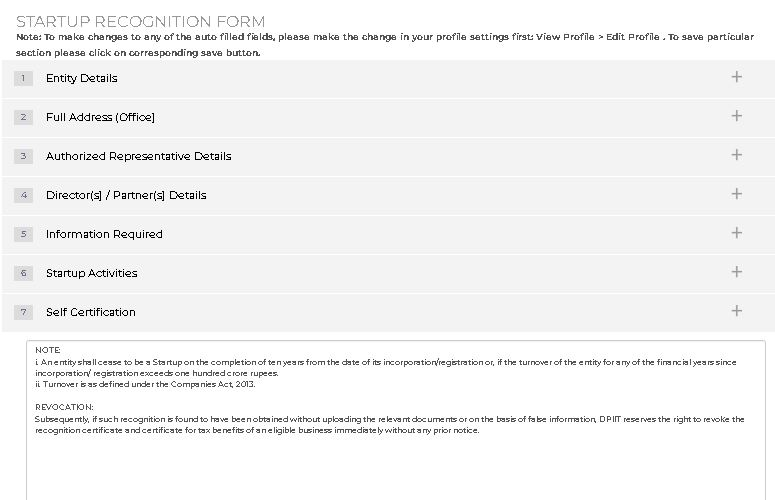 STARTUP RECOGNITION FORM
Note: To make changes to any of the auto filled fields, please make the change in your profile settings first: View Profile > Edit Profile . To save particular
section please click on corresponding save button.
1 Entity Details +
2 Full Address (Office) +
3 Authorized Representative Details +
4 Director(s) / Partner(s) Details +
5 Information Required +
6 Startup Activities +
7 Self Certification +
NOTE:
i. An entity shall cease to be a Startup on the completion of ten years from the date of its incorporation/registration or, if the turnover of the entity for any of the financial years since
incorporation/ registration exceeds one hundred crore rupees.
ii. Turnover is as defined under the Companies Act, 2013.
REVOCATION:
Subsequently, if such recognition is found to have been obtained without uploading the relevant documents or on the basis of false information, DPIIT reserves the right to revoke the
recognition certificate and certificate for tax benefits of an eligible business immediately without any prior notice.